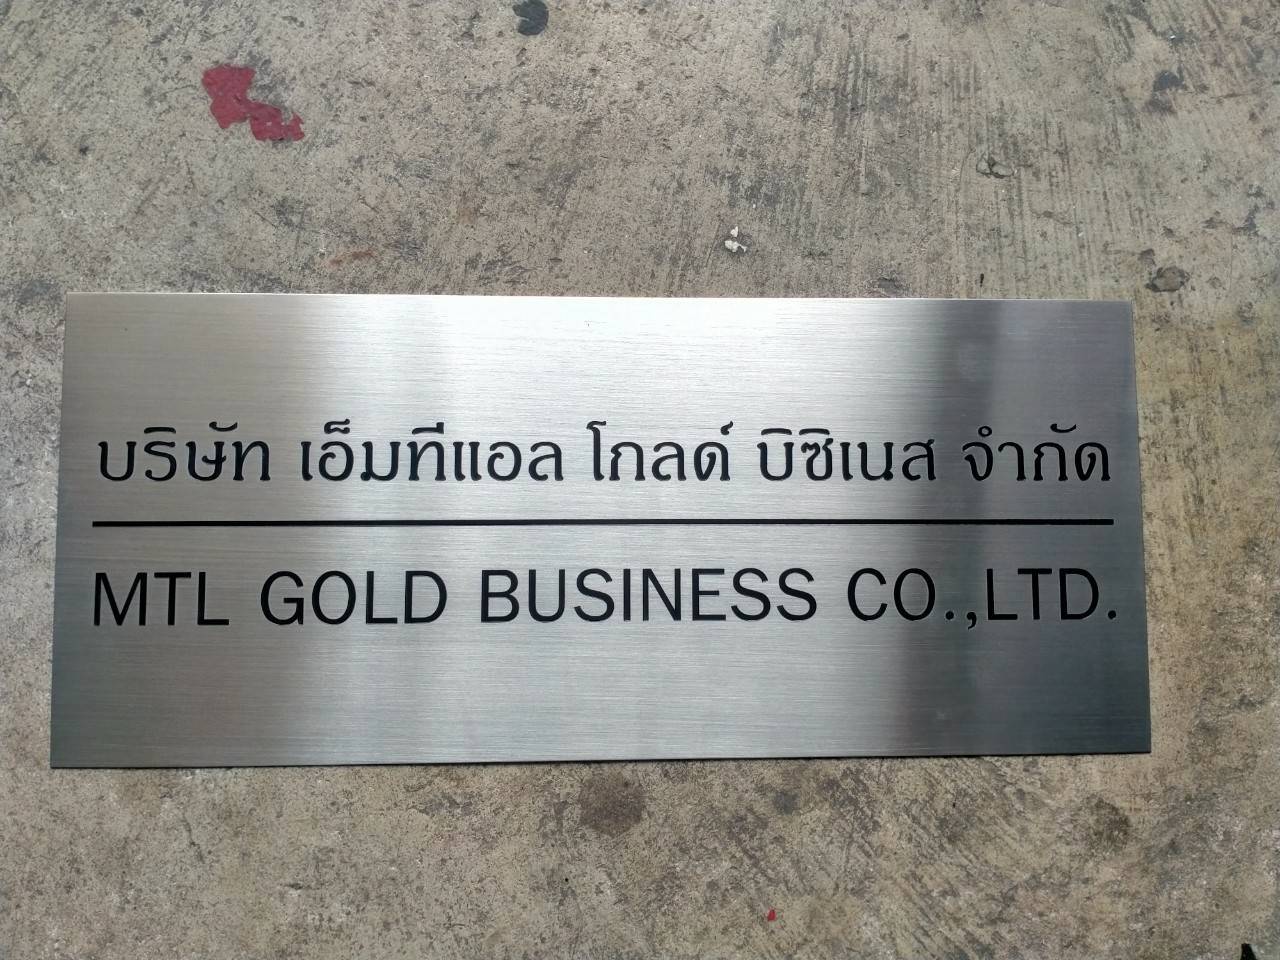 บริษัท เอ็มทีแอล โกลด์ บิซิเนส จำกัด
MTL GOLD BUSINESS CO.,LTD.